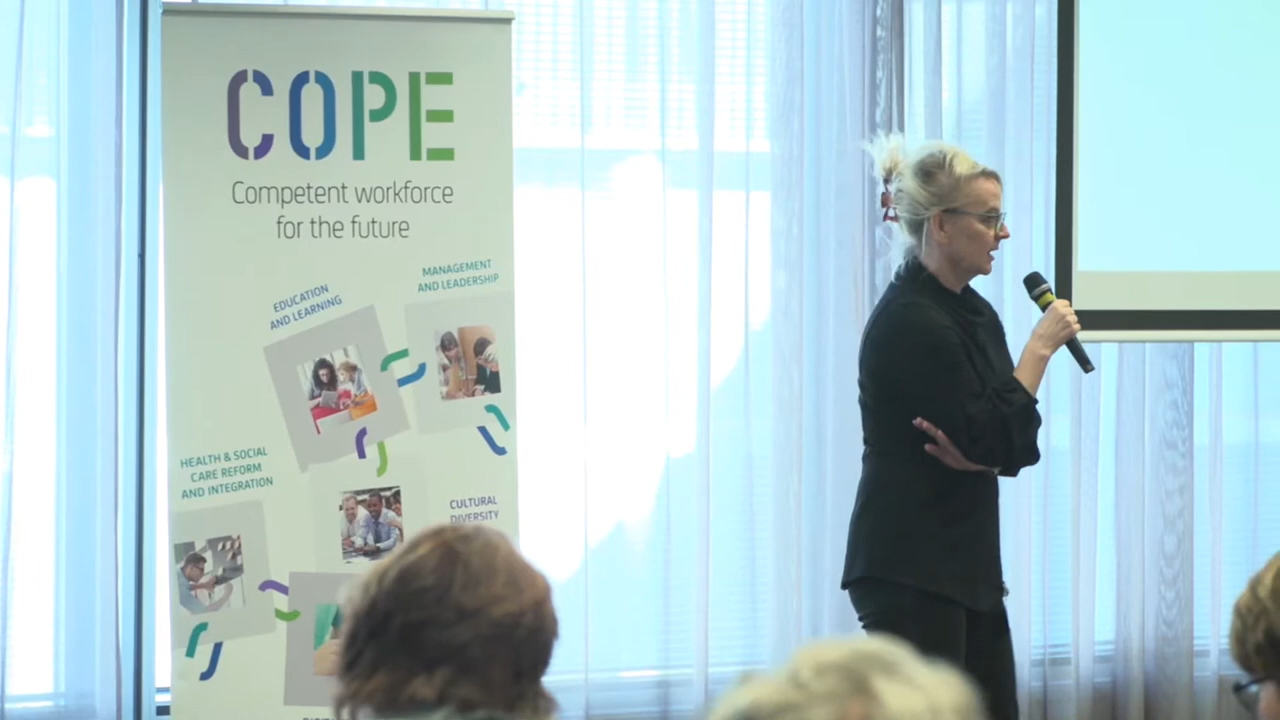 COPE
Competent workforce
for the future
MANAGEMENT
AND LEADERSHIP
EDUCATION
AND LEARNING
HEALTH & SOCIAL
CARE REFORM
AND INTEGRATION
CULTURAL
DIVERSITY